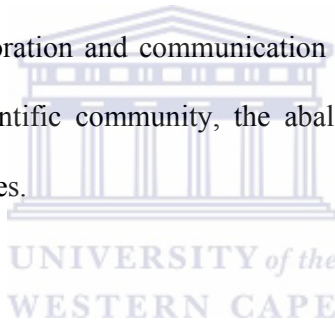 oration and communication
ntific community, the abal
es.
UNIVERSITY of the
WESTERN CAPE